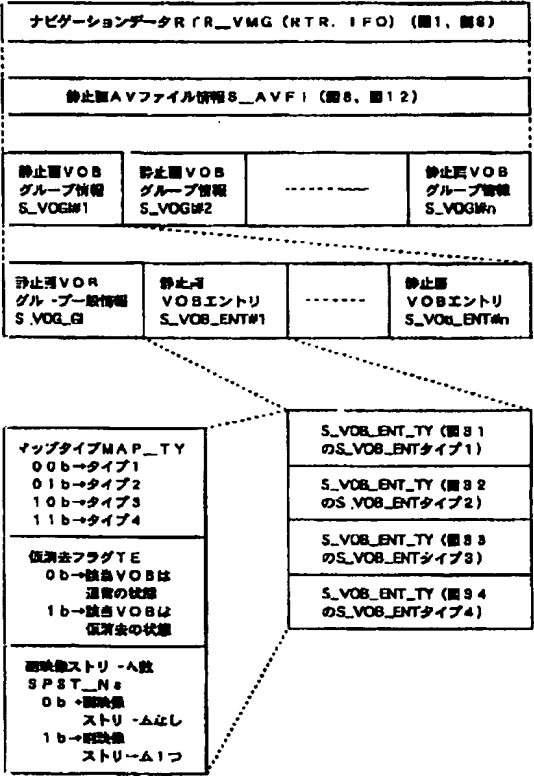 ナビゲーションデータRTR__VMG (RTR. IFO) (図1、図8)
静止画AVファイル情報S__AVFI (図8、図12)
静止画VOB
グループ情報
S_VOGI#1
静止画VOB
グループ情報
S_VOGI#2
静止画VOB
グループ情報
S_VOGI#n
静止画VOB
グループ一般情報
S_VOG_GI
静止画
VOBエントリ
S_VOB_ENT#1
静止画
VOBエントリ
S_VOB_ENT#n
S_VOB_ENT_TY (図31
のS_VOB_ENTタイプ1)
S_VOB_ENT_TY (図32
のS_VOB_ENTタイプ2)
S_VOB_ENT_TY (図33
のS_VOB_ENTタイプ3)
S_VOB_ENT_TY (図34
のS_VOB_ENTタイプ4)
マップタイプMAP__TY
00b→タイプ1
01b→タイプ2
10b→タイプ3
11b→タイプ4
仮消去フラグTE
0b→該当VOBは
通常の状態
1b→該当VOBは
仮消去の状態
副映像ストリーム数
SPST__Ns
0b→副映像
ストリームなし
1b→副映像
ストリーム1つ